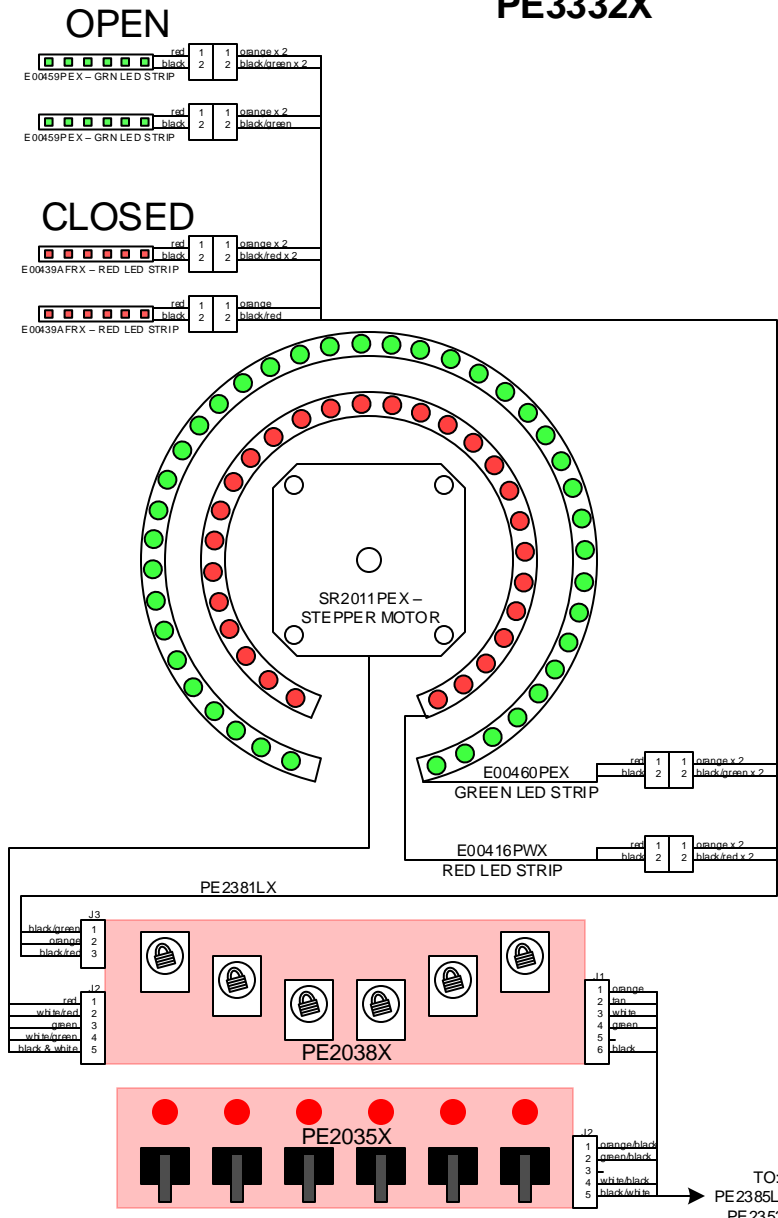 PE3332X
OPEN
red 1 1 orange x 2
black 2 2 black/green x 2
E00459PEX – GRN LED STRIP
red 1 1 orange x 2
black 2 2 black/green
E00459PEX – GRN LED STRIP
CLOSED
red 1 1 orange x 2
black 2 2 black/red x 2
E00439AFRX – RED LED STRIP
red 1 1 orange
black 2 2 black/red
E00439AFRX – RED LED STRIP
SR2011PEX –
STEPPER MOTOR
E00460PEX
GREEN LED STRIP
red 1 1 orange x 2
black 2 2 black/green x 2
E00416PWX
RED LED STRIP
red 1 1 orange x 2
black 2 2 black/red x 2
PE2381LX
J3
black/green 1
orange 2
black/red 3
J2
red 1
white/red 2
green 3
white/green 4
black & white 5
PE2038X
J1
1 orange
2 tan
3 white
4 green
5
6 black
PE2035X
J2
1 orange/black
2 green/black
3
4 white/black
5 black/white
TO:
PE2385L